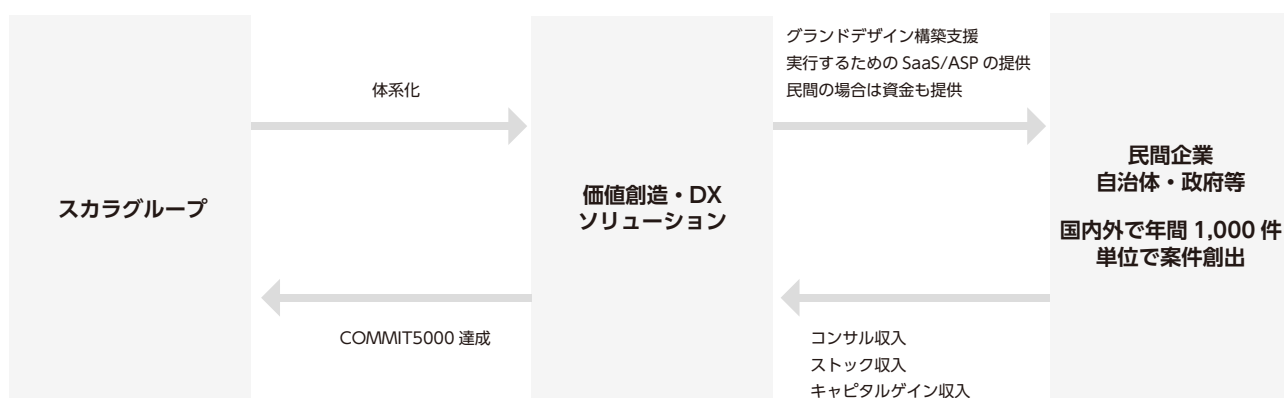 スカラグループ
体系化
COMMIT5000 達成
価値創造・DX
ソリューション
グランドデザイン構築支援
実行するための SaaS/ASP の提供
民間の場合は資金も提供
コンサル収入
ストック収入
キャピタルゲイン収入
民間企業
自治体・政府等
国内外で年間 1,000 件
単位で案件創出